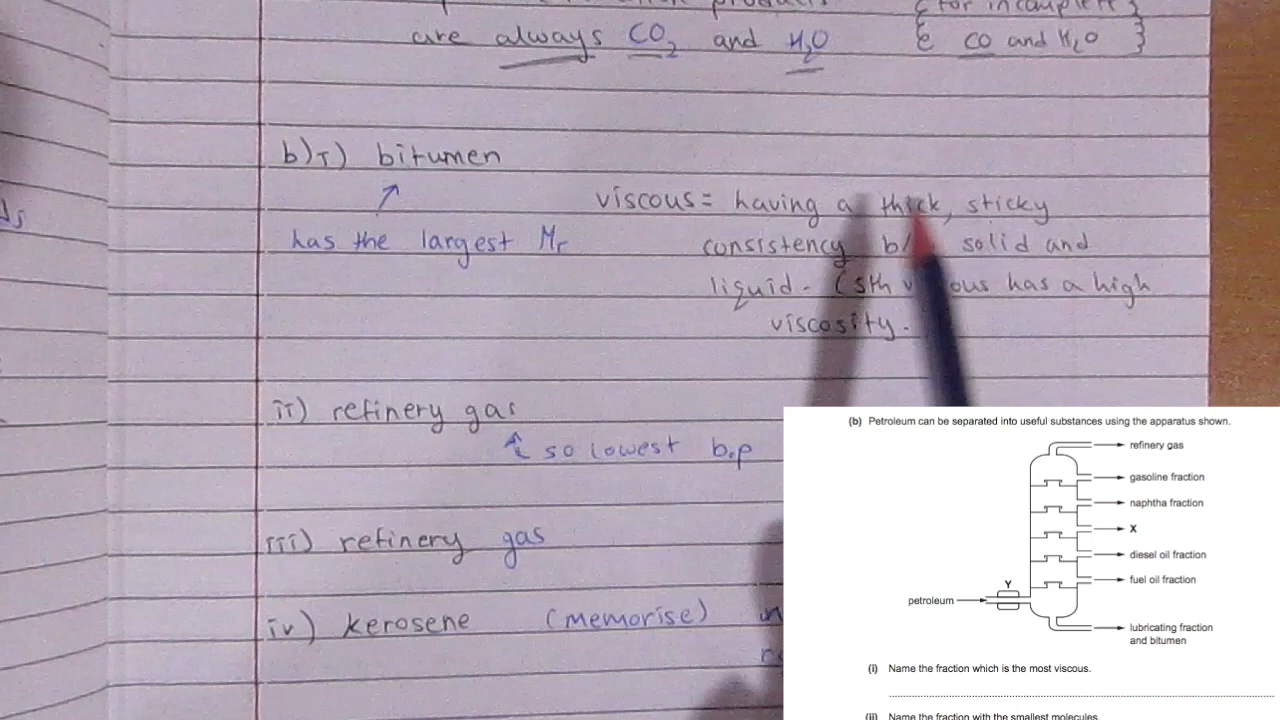 products
{ for incomplete }
are always CO₂ and H₂O
{ CO and H₂O }
b)i) bitumen
has the largest Mr
viscous = having a thick, sticky
consistency solid and
liquid. (sth viscous has a high
viscosity.
ii) refinery gas
so lowest b.p
iii) refinery gas
iv) kerosene (memorise)
(b) Petroleum can be separated into useful substances using the apparatus shown.
refinery gas
gasoline fraction
naphtha fraction
X
diesel oil fraction
fuel oil fraction
Y
petroleum
lubricating fraction
and bitumen
(i) Name the fraction which is the most viscous.
(ii) Name the fraction with the smallest molecules.